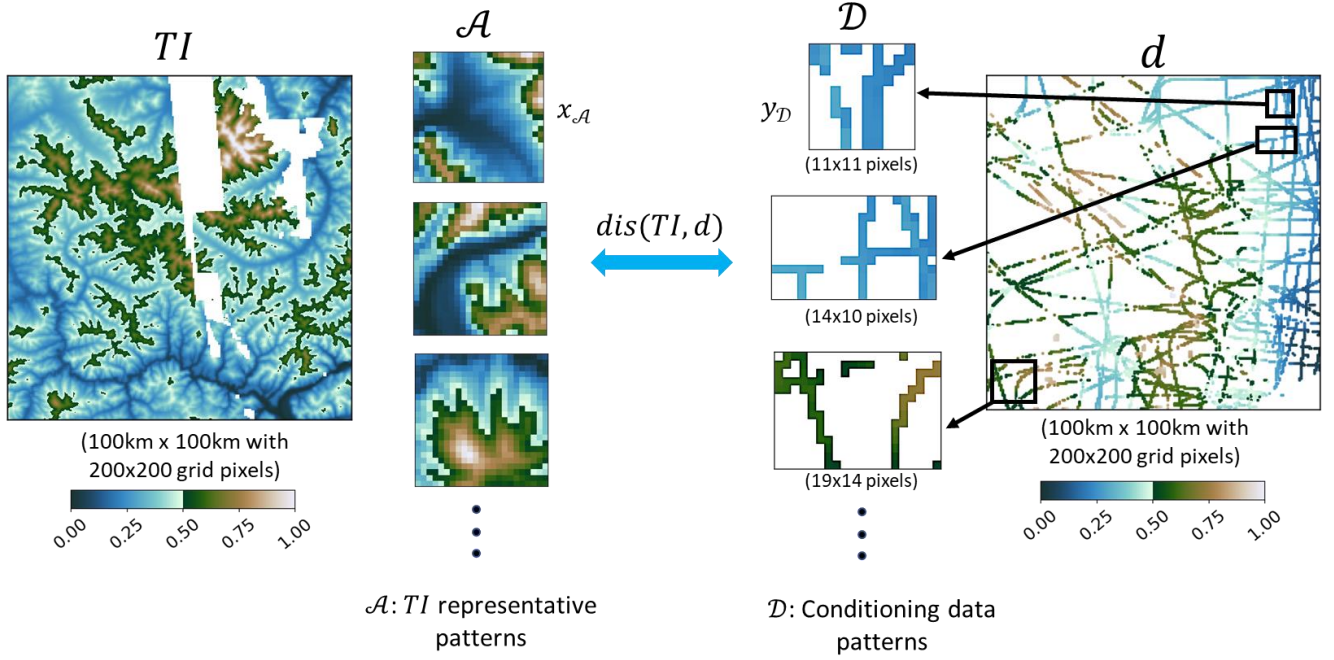 TI
𝒜
𝒟
d
x𝒜
y𝒟
(11x11 pixels)
dis(TI, d)
(14x10 pixels)
(19x14 pixels)
(100km x 100km with
200x200 grid pixels)
0.00 0.25 0.50 0.75 1.00
(100km x 100km with
200x200 grid pixels)
0.00 0.25 0.50 0.75 1.00
𝒜: TI representative
patterns
𝒟: Conditioning data
patterns